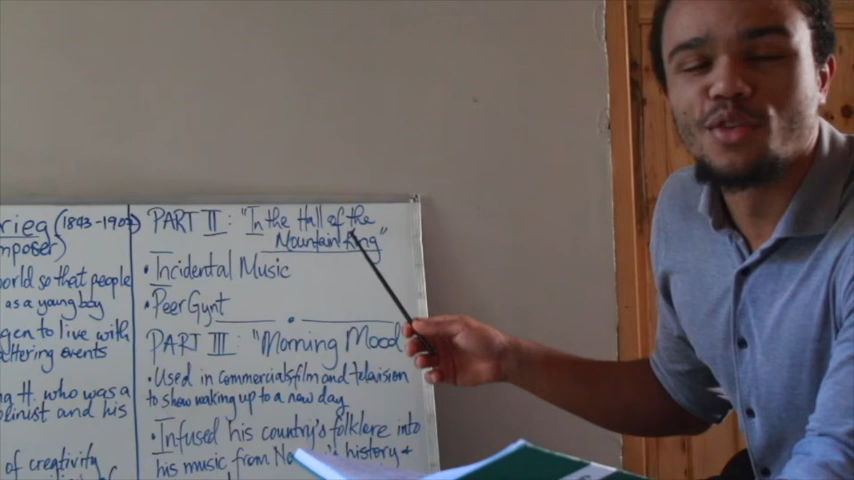 rieg (1843-1907)
mposer)
world so that people
as a young boy
gen to live with
attering events
H. who was a
olinist and his
of creativity
PART II: "In the Hall of the
Mountain King"
• Incidental Music
• Peer Gynt
PART III: "Morning Mood
• Used in commercials, film and television
to show waking up to a new day
• Infused his country's folklere into
his music from No 's history +